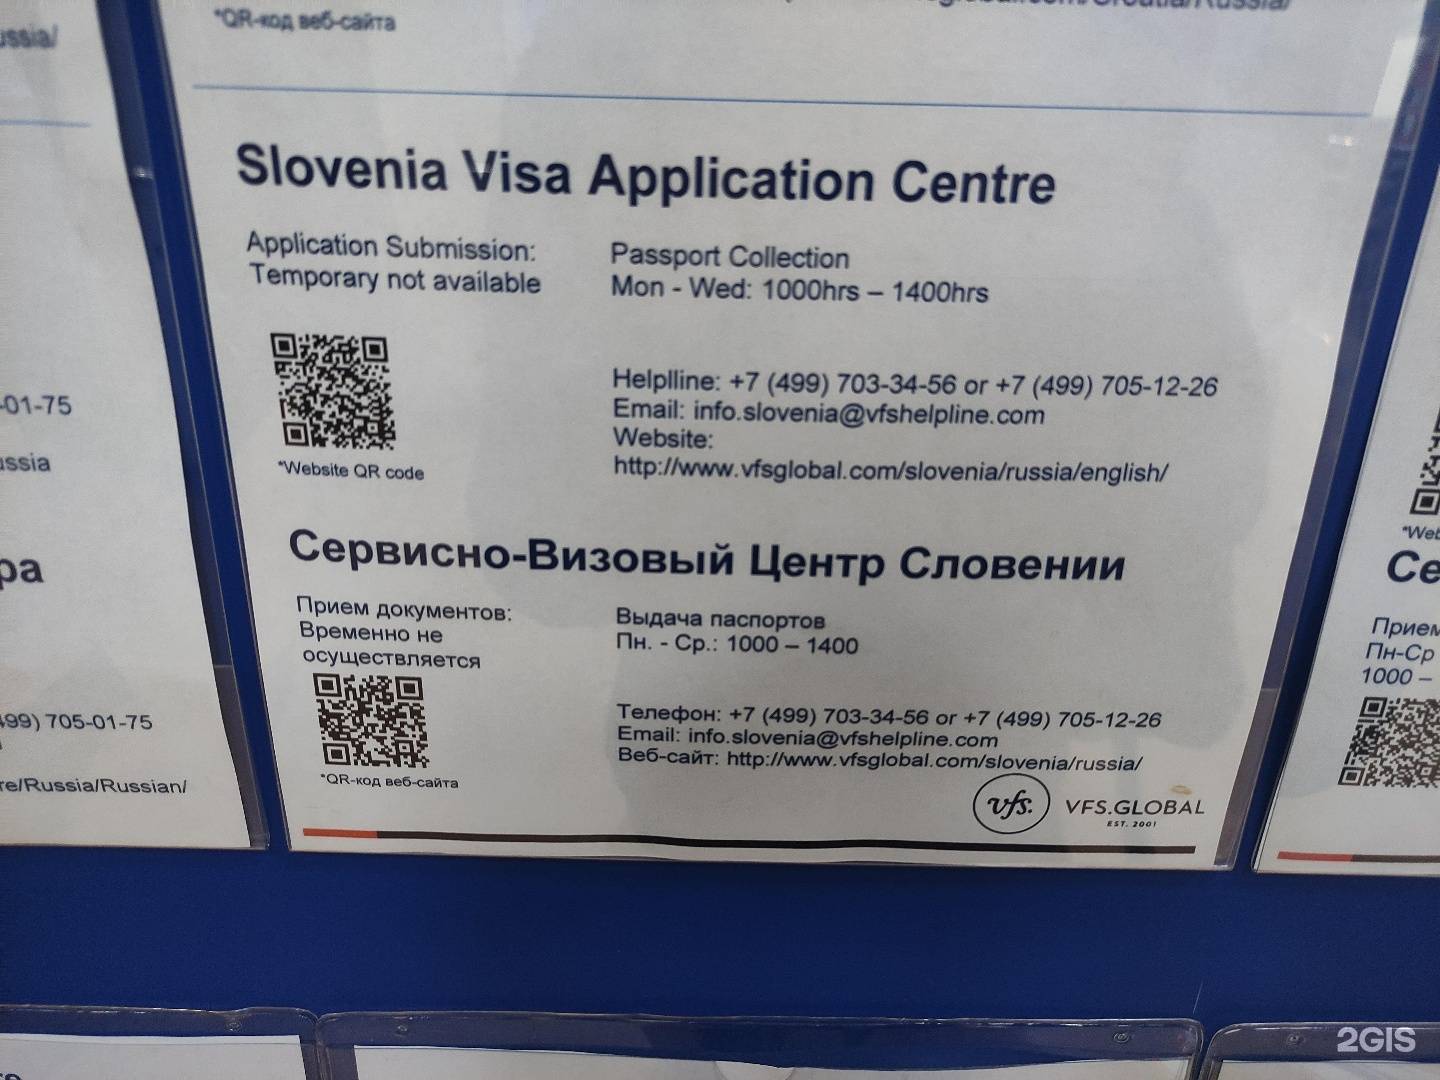 *QR-код веб-сайта
ussia/
Slovenia Visa Application Centre
Application Submission:
Temporary not available
Passport Collection
Mon - Wed: 1000hrs – 1400hrs
Helplline: +7 (499) 703-34-56 or +7 (499) 705-12-26
Email: info.slovenia@vfshelpline.com
Website:
http://www.vfsglobal.com/slovenia/russia/english/
*Website QR code
Сервисно-Визовый Центр Словении
Прием документов:
Временно не
осуществляется
Выдача паспортов
Пн. - Ср.: 1000 – 1400
Телефон: +7 (499) 703-34-56 or +7 (499) 705-12-26
Email: info.slovenia@vfshelpline.com
Веб-сайт: http://www.vfsglobal.com/slovenia/russia/
*QR-код веб-сайта
vfs.
VFS.GLOBAL
EST. 2001
-01-75
ussia
ра
499) 705-01-75
re/Russia/Russian/
*Web
Се
Прием
Пн-Ср
1000 –
2GIS